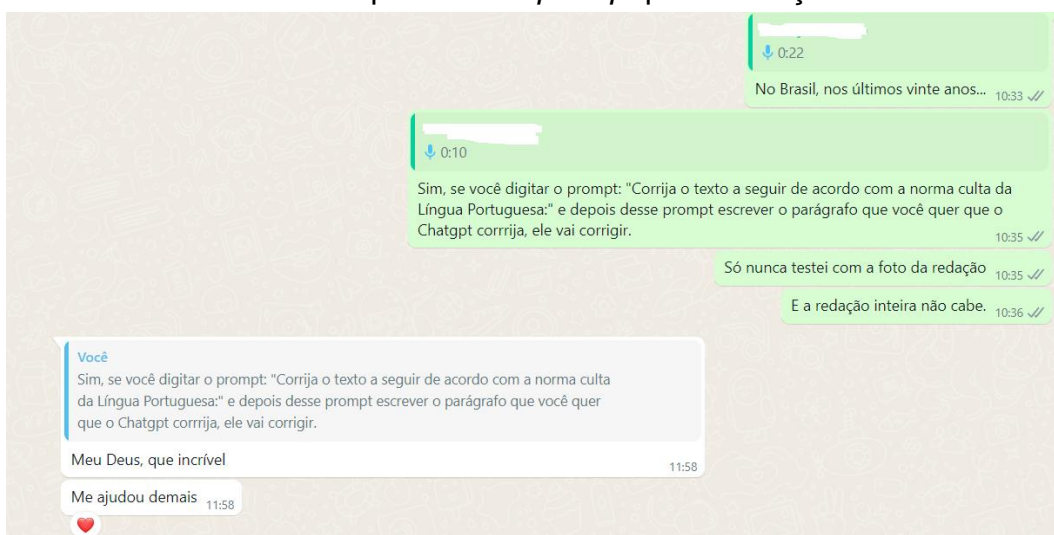 0:22
No Brasil, nos últimos vinte anos... 10:33
0:10
Sim, se você digitar o prompt: "Corrija o texto a seguir de acordo com a norma culta da
Língua Portuguesa:" e depois desse prompt escrever o parágrafo que você quer que o
Chatgpt corrrija, ele vai corrigir.
10:35
Só nunca testei com a foto da redação 10:35
E a redação inteira não cabe. 10:36
Você
Sim, se você digitar o prompt: "Corrija o texto a seguir de acordo com a norma culta
da Língua Portuguesa:" e depois desse prompt escrever o parágrafo que você quer
que o Chatgpt corrrija, ele vai corrigir.
Meu Deus, que incrível
11:58
Me ajudou demais 11:58